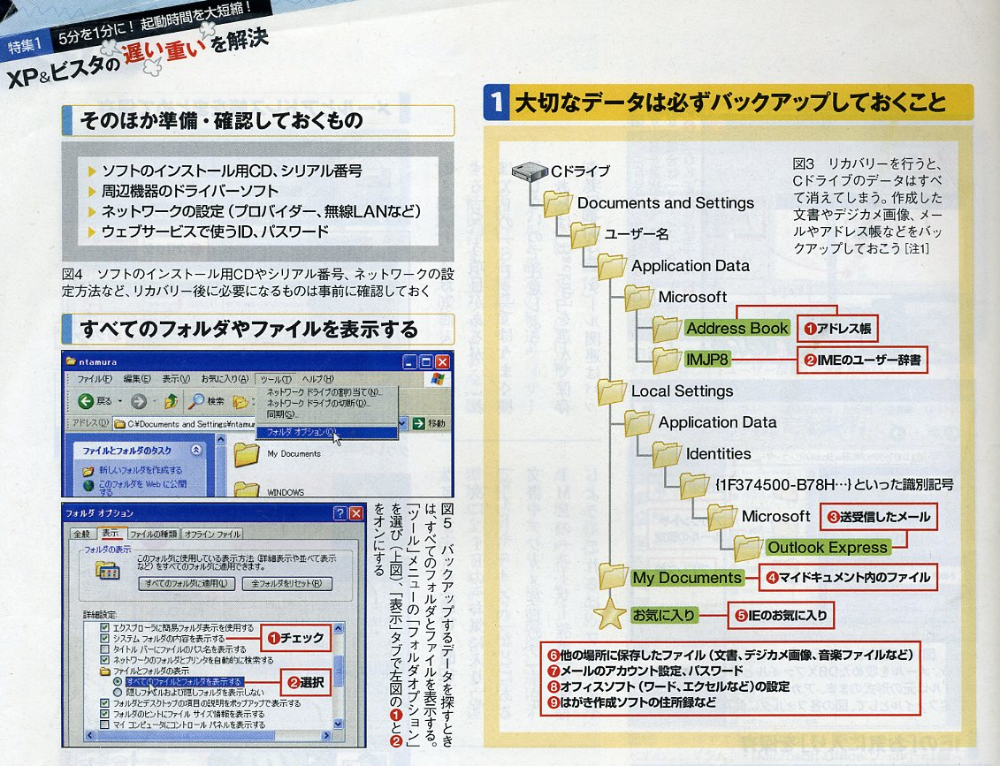 特集1 5分を1分に！起動時間を大短縮！
XP&ビスタの遅い重いを解決
そのほか準備・確認しておくもの
ソフトのインストール用CD、シリアル番号
周辺機器のドライバーソフト
ネットワークの設定（プロバイダー、無線LANなど）
ウェブサービスで使うID、パスワード
図4 ソフトのインストール用CDやシリアル番号、ネットワークの設
定方法など、リカバリー後に必要になるものは事前に確認しておく
すべてのフォルダやファイルを表示する
ntamura
ファイル(F) 編集(E) 表示(V) お気に入り(A) ツール(T) ヘルプ(H)
ネットワーク ドライブの割り当て(N)...
ネットワーク ドライブの切断(D)...
同期(S)...
フォルダ オプション(O)...
戻る 検索
アドレス(D) C:¥Documents and Settings¥ntamur 移動
ファイルとフォルダのタスク
新しいフォルダを作成する
このフォルダを Web に公開
する
My Documents
WINDOWS
フォルダ オプション
全般 表示 ファイルの種類 オフライン ファイル
フォルダの表示
このフォルダに使用している表示方法 (詳細表示や並べて表示
など) をすべてのフォルダに適用できます。
すべてのフォルダに適用(L) 全フォルダをリセット(R)
詳細設定:
エクスプローラに簡易フォルダ表示を使用する
システム フォルダの内容を表示する
タイトル バーにファイルのパス名を表示する
ネットワークのフォルダとプリンタを自動的に検索する
ファイルとフォルダの表示
すべてのファイルとフォルダを表示する
隠しファイルおよび隠しフォルダを表示しない
フォルダとデスクトップの項目の説明をポップアップで表示する
フォルダのヒントにファイル サイズ情報を表示する
マイ コンピュータにコントロール パネルを表示する
❶チェック
❷選択
図5 バックアップするデータを探すとき
は、すべてのフォルダとファイルを表示する。
「ツール」メニューの「フォルダオプション」
を選び（上図）、「表示」タブで左図の❶と❷
をオンにする
1 大切なデータは必ずバックアップしておくこと
図3 リカバリーを行うと、
Cドライブのデータはすべ
て消えてしまう。作成した
文書やデジカメ画像、メー
ルやアドレス帳などをバッ
クアップしておこう［注1］
Cドライブ
Documents and Settings
ユーザー名
Application Data
Microsoft
Address Book ❶アドレス帳
IMJP8 ❷IMEのユーザー辞書
Local Settings
Application Data
Identities
{1F374500-B78H…}といった識別記号
Microsoft ❸送受信したメール
Outlook Express
My Documents ❹マイドキュメント内のファイル
お気に入り ❺IEのお気に入り
❻他の場所に保存したファイル（文書、デジカメ画像、音楽ファイルなど）
❼メールのアカウント設定、パスワード
❽オフィスソフト（ワード、エクセルなど）の設定
❾はがき作成ソフトの住所録など